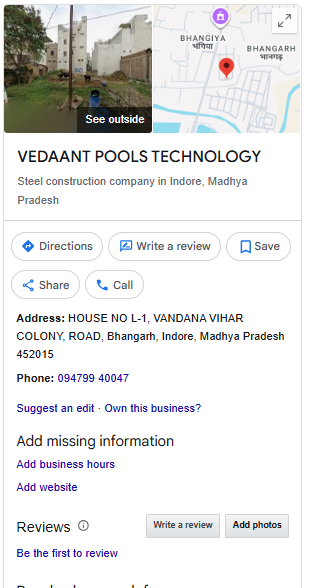 See outside
BHANGIYA
भंगिया
BHANGARH
भानगढ़
VEDAANT POOLS TECHNOLOGY
Steel construction company in Indore, Madhya
Pradesh
Directions
Write a review
Save
Share
Call
Address: HOUSE NO L-1, VANDANA VIHAR
COLONY, ROAD, Bhangarh, Indore, Madhya Pradesh
452015
Phone: 094799 40047
Suggest an edit · Own this business?
Add missing information
Add business hours
Add website
Reviews
Write a review
Add photos
Be the first to review